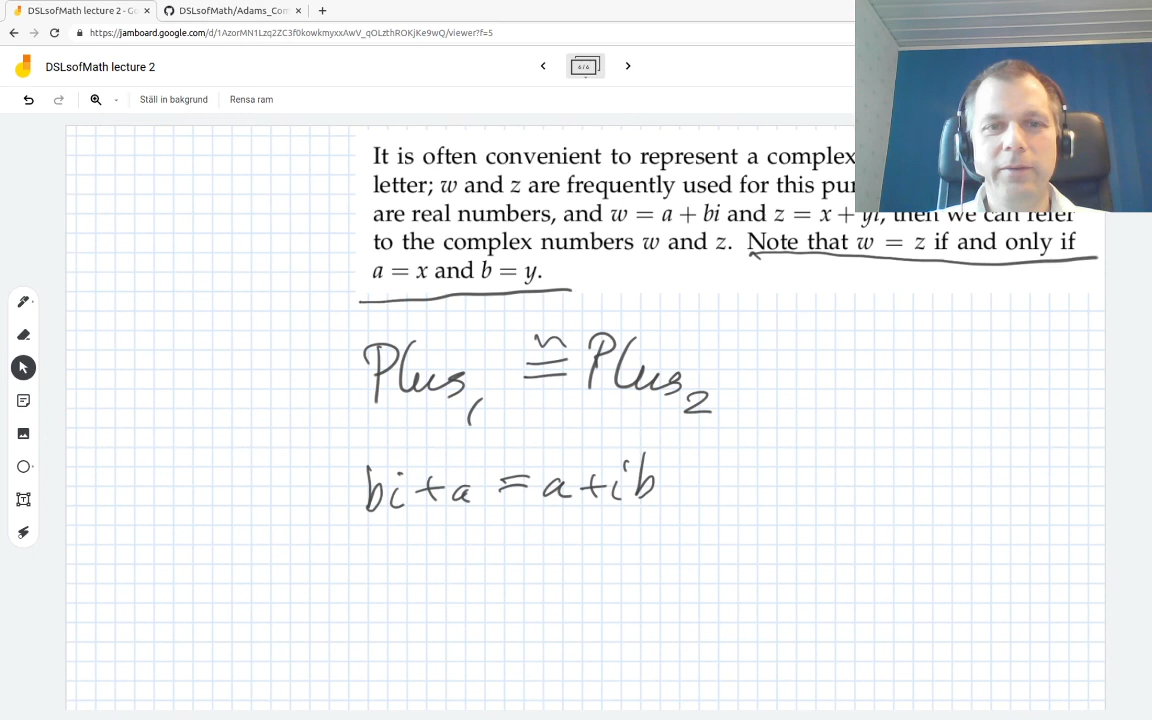 DSLsofMath lecture 2 - Go
DSLsofMath/Adams_Com
https://jamboard.google.com/d/1AzorMN1Lzq2ZC3f0kowkmyxxAwV_qOLzthROKjKe9wQ/viewer?f=5
DSLsofMath lecture 2
6/6
Ställ in bakgrund
Rensa ram
It is often convenient to represent a complex
letter; w and z are frequently used for this
are real numbers, and w = a + bi and z = x + yi, then we can refer
to the complex numbers w and z. Note that w = z if and only if
a = x and b = y.
Plus₁ = Plus₂
bi+a = a+ib